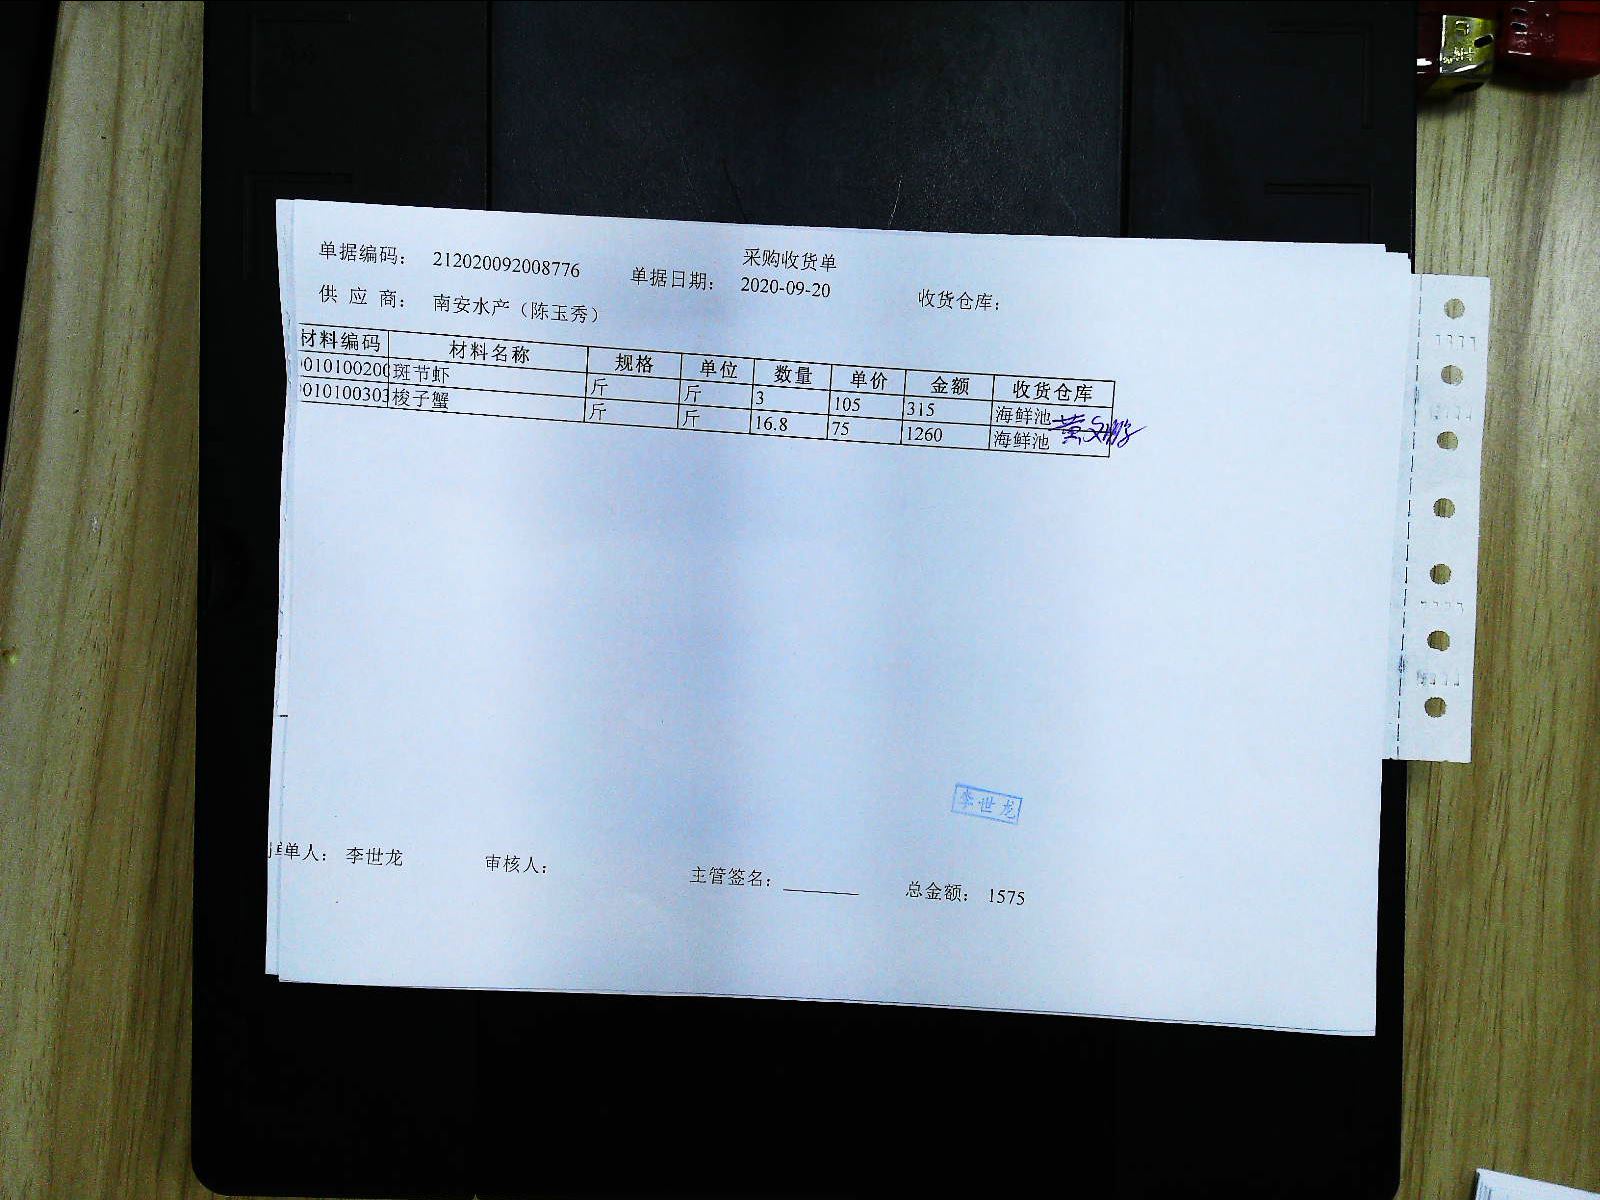 采购收货单
单据编码: 212020092008776 单据日期: 2020-09-20 收货仓库:
供 应 商: 南安水产（陈玉秀）
材料编码 材料名称 规格 单位 数量 单价 金额 收货仓库
010100200 斑节虾 斤 斤 3 105 315 海鲜池
010100303 梭子蟹 斤 斤 16.8 75 1260 海鲜池
李世龙
单人: 李世龙 审核人: 主管签名: 总金额: 1575